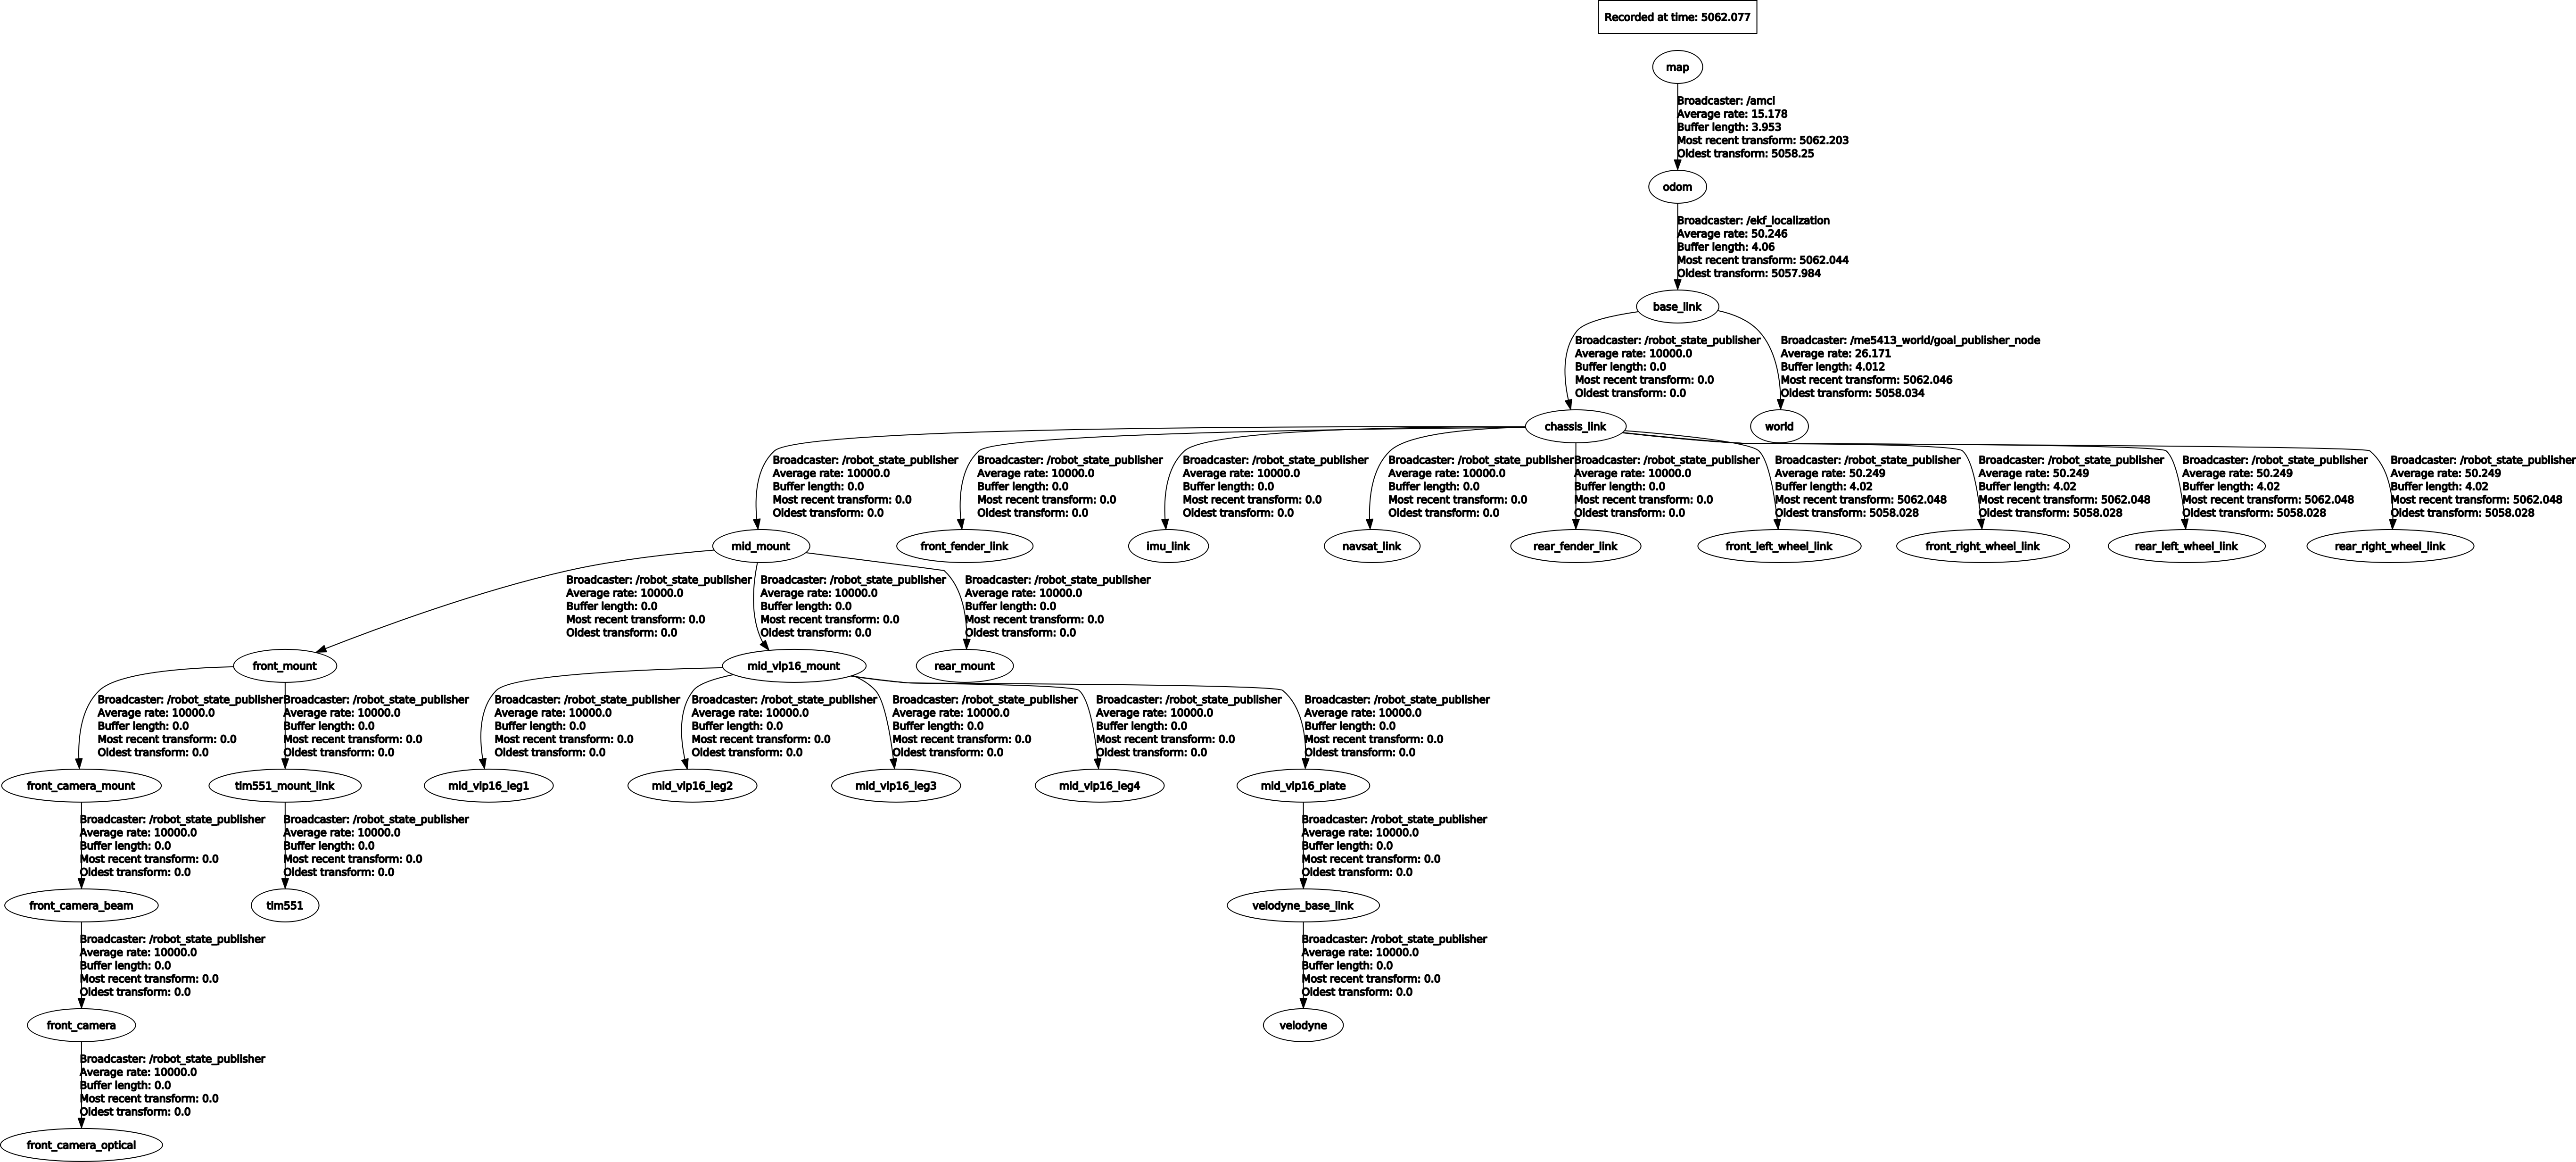 Recorded at time: 5062.077
map
Broadcaster: /amcl
Average rate: 15.178
Buffer length: 3.953
Most recent transform: 5062.203
Oldest transform: 5058.25
odom
Broadcaster: /ekf_localization
Average rate: 50.246
Buffer length: 4.06
Most recent transform: 5062.044
Oldest transform: 5057.984
base_link
Broadcaster: /robot_state_publisher
Average rate: 10000.0
Buffer length: 0.0
Most recent transform: 0.0
Oldest transform: 0.0
Broadcaster: /me5413_world/goal_publisher_node
Average rate: 26.171
Buffer length: 4.012
Most recent transform: 5062.046
Oldest transform: 5058.034
chassis_link
world
Broadcaster: /robot_state_publisher
Average rate: 10000.0
Buffer length: 0.0
Most recent transform: 0.0
Oldest transform: 0.0
Broadcaster: /robot_state_publisher
Average rate: 10000.0
Buffer length: 0.0
Most recent transform: 0.0
Oldest transform: 0.0
Broadcaster: /robot_state_publisher
Average rate: 10000.0
Buffer length: 0.0
Most recent transform: 0.0
Oldest transform: 0.0
Broadcaster: /robot_state_publisher
Average rate: 10000.0
Buffer length: 0.0
Most recent transform: 0.0
Oldest transform: 0.0
Broadcaster: /robot_state_publisher
Average rate: 10000.0
Buffer length: 0.0
Most recent transform: 0.0
Oldest transform: 0.0
Broadcaster: /robot_state_publisher
Average rate: 50.249
Buffer length: 4.02
Most recent transform: 5062.048
Oldest transform: 5058.028
Broadcaster: /robot_state_publisher
Average rate: 50.249
Buffer length: 4.02
Most recent transform: 5062.048
Oldest transform: 5058.028
Broadcaster: /robot_state_publisher
Average rate: 50.249
Buffer length: 4.02
Most recent transform: 5062.048
Oldest transform: 5058.028
Broadcaster: /robot_state_publisher
Average rate: 50.249
Buffer length: 4.02
Most recent transform: 5062.048
Oldest transform: 5058.028
mid_mount
front_fender_link
imu_link
navsat_link
rear_fender_link
front_left_wheel_link
front_right_wheel_link
rear_left_wheel_link
rear_right_wheel_link
Broadcaster: /robot_state_publisher
Average rate: 10000.0
Buffer length: 0.0
Most recent transform: 0.0
Oldest transform: 0.0
Broadcaster: /robot_state_publisher
Average rate: 10000.0
Buffer length: 0.0
Most recent transform: 0.0
Oldest transform: 0.0
Broadcaster: /robot_state_publisher
Average rate: 10000.0
Buffer length: 0.0
Most recent transform: 0.0
Oldest transform: 0.0
front_mount
mid_vlp16_mount
rear_mount
Broadcaster: /robot_state_publisher
Average rate: 10000.0
Buffer length: 0.0
Most recent transform: 0.0
Oldest transform: 0.0
Broadcaster: /robot_state_publisher
Average rate: 10000.0
Buffer length: 0.0
Most recent transform: 0.0
Oldest transform: 0.0
Broadcaster: /robot_state_publisher
Average rate: 10000.0
Buffer length: 0.0
Most recent transform: 0.0
Oldest transform: 0.0
Broadcaster: /robot_state_publisher
Average rate: 10000.0
Buffer length: 0.0
Most recent transform: 0.0
Oldest transform: 0.0
Broadcaster: /robot_state_publisher
Average rate: 10000.0
Buffer length: 0.0
Most recent transform: 0.0
Oldest transform: 0.0
Broadcaster: /robot_state_publisher
Average rate: 10000.0
Buffer length: 0.0
Most recent transform: 0.0
Oldest transform: 0.0
Broadcaster: /robot_state_publisher
Average rate: 10000.0
Buffer length: 0.0
Most recent transform: 0.0
Oldest transform: 0.0
front_camera_mount
tim551_mount_link
mid_vlp16_leg1
mid_vlp16_leg2
mid_vlp16_leg3
mid_vlp16_leg4
mid_vlp16_plate
Broadcaster: /robot_state_publisher
Average rate: 10000.0
Buffer length: 0.0
Most recent transform: 0.0
Oldest transform: 0.0
Broadcaster: /robot_state_publisher
Average rate: 10000.0
Buffer length: 0.0
Most recent transform: 0.0
Oldest transform: 0.0
Broadcaster: /robot_state_publisher
Average rate: 10000.0
Buffer length: 0.0
Most recent transform: 0.0
Oldest transform: 0.0
front_camera_beam
tim551
velodyne_base_link
Broadcaster: /robot_state_publisher
Average rate: 10000.0
Buffer length: 0.0
Most recent transform: 0.0
Oldest transform: 0.0
Broadcaster: /robot_state_publisher
Average rate: 10000.0
Buffer length: 0.0
Most recent transform: 0.0
Oldest transform: 0.0
front_camera
velodyne
Broadcaster: /robot_state_publisher
Average rate: 10000.0
Buffer length: 0.0
Most recent transform: 0.0
Oldest transform: 0.0
front_camera_optical